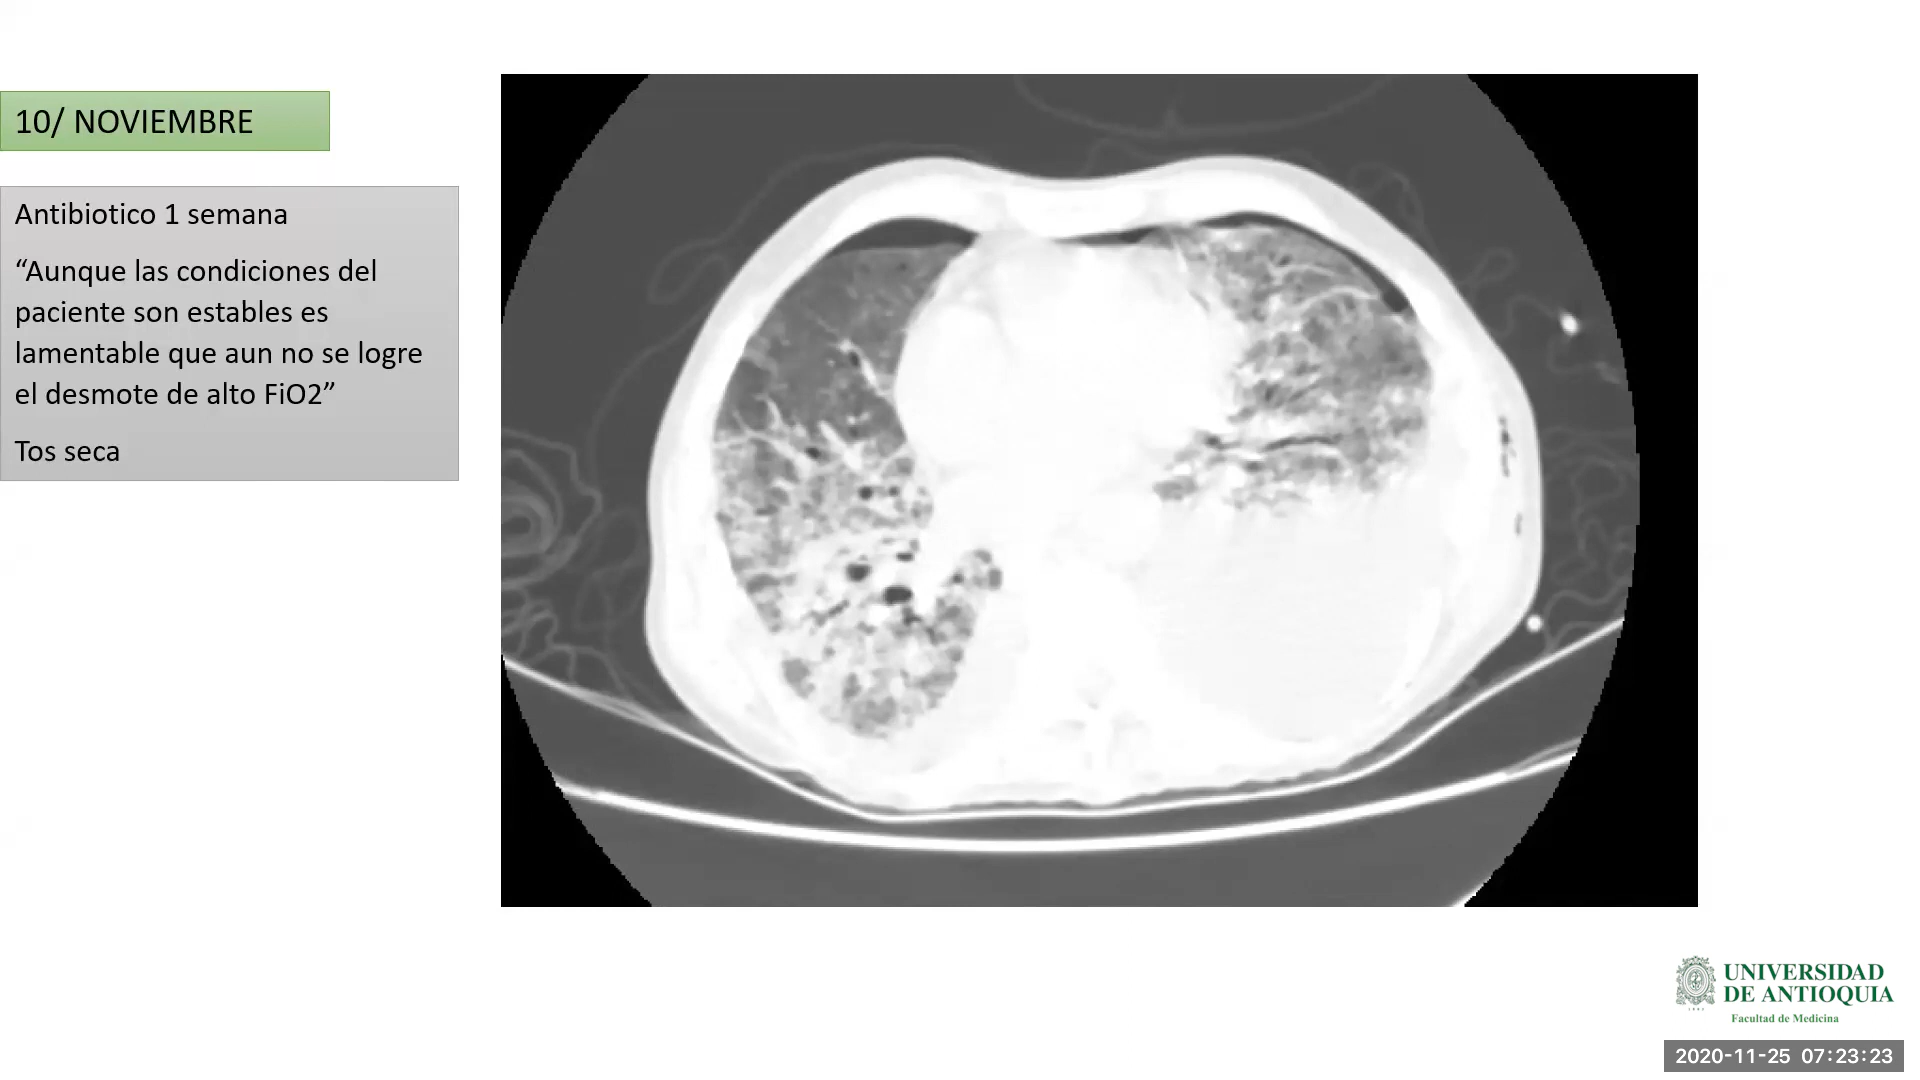 10/ NOVIEMBRE
Antibiotico 1 semana
“Aunque las condiciones del
paciente son estables es
lamentable que aun no se logre
el desmote de alto FiO2”
Tos seca
UNIVERSIDAD
DE ANTIOQUIA
Facultad de Medicina
2020-11-25 07:23:23